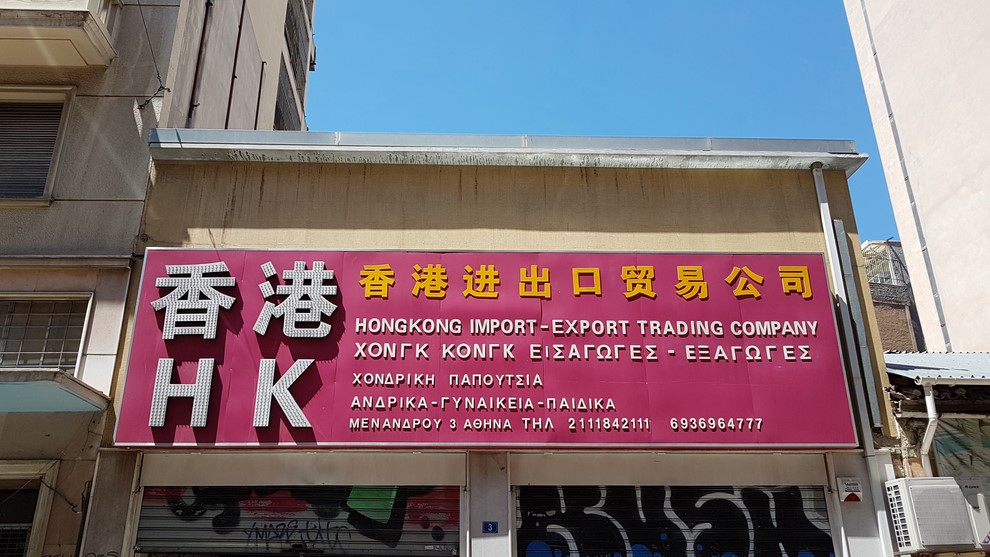 香港
HK
香港进出口贸易公司
HONGKONG IMPORT-EXPORT TRADING COMPANY
ΧΟΝΓΚ ΚΟΝΓΚ ΕΙΣΑΓΩΓΕΣ - ΕΞΑΓΩΓΕΣ
ΧΟΝΔΡΙΚΗ ΠΑΠΟΥΤΣΙΑ
ΑΝΔΡΙΚΑ-ΓΥΝΑΙΚΕΙΑ-ΠΑΙΔΙΚΑ
ΜΕΝΑΝΔΡΟΥ 3 ΑΘΗΝΑ ΤΗΛ 2111842111 6936964777
3